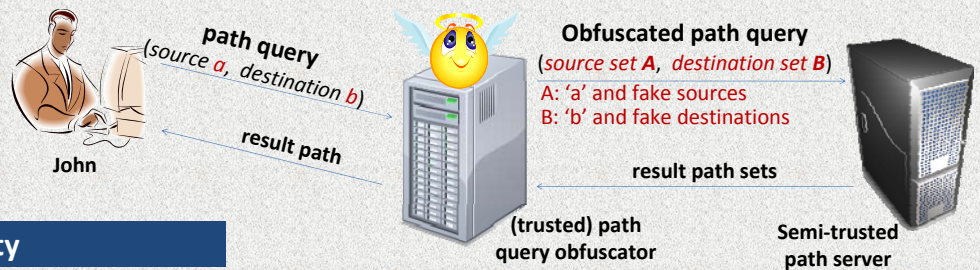 path query
(source a, destination b)
result path
John
(trusted) path
query obfuscator
Obfuscated path query
(source set A, destination set B)
A: ‘a’ and fake sources
B: ‘b’ and fake destinations
result path sets
Semi-trusted
path server